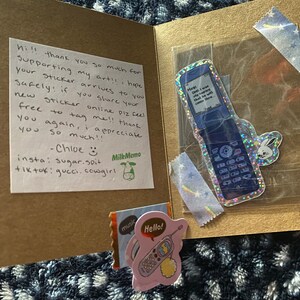 Hi!! thank you so much for
supporting my art!! i hope
your sticker arrives to you
safely! if you share your
new sticker online plz feel
free to tag me!! thank
you again, i appreciate
you so much!!
-Chloe
MilkMemo
insta: sugar.spit
tiktok: gucci.cowgirl
Hello!